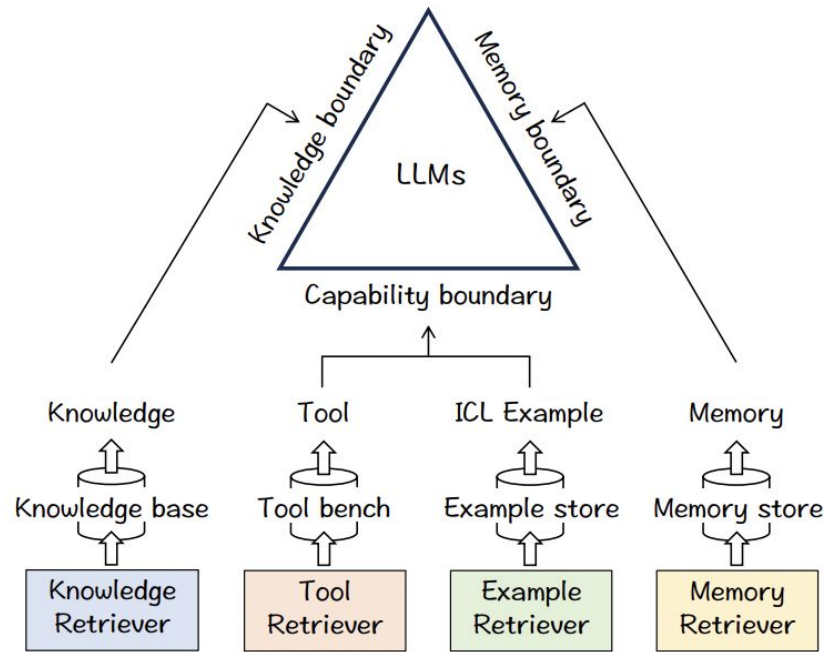 Knowledge boundary
Memory boundary
LLMs
Capability boundary
Knowledge
Tool
ICL Example
Memory
Knowledge base
Tool bench
Example store
Memory store
Knowledge
Retriever
Tool
Retriever
Example
Retriever
Memory
Retriever